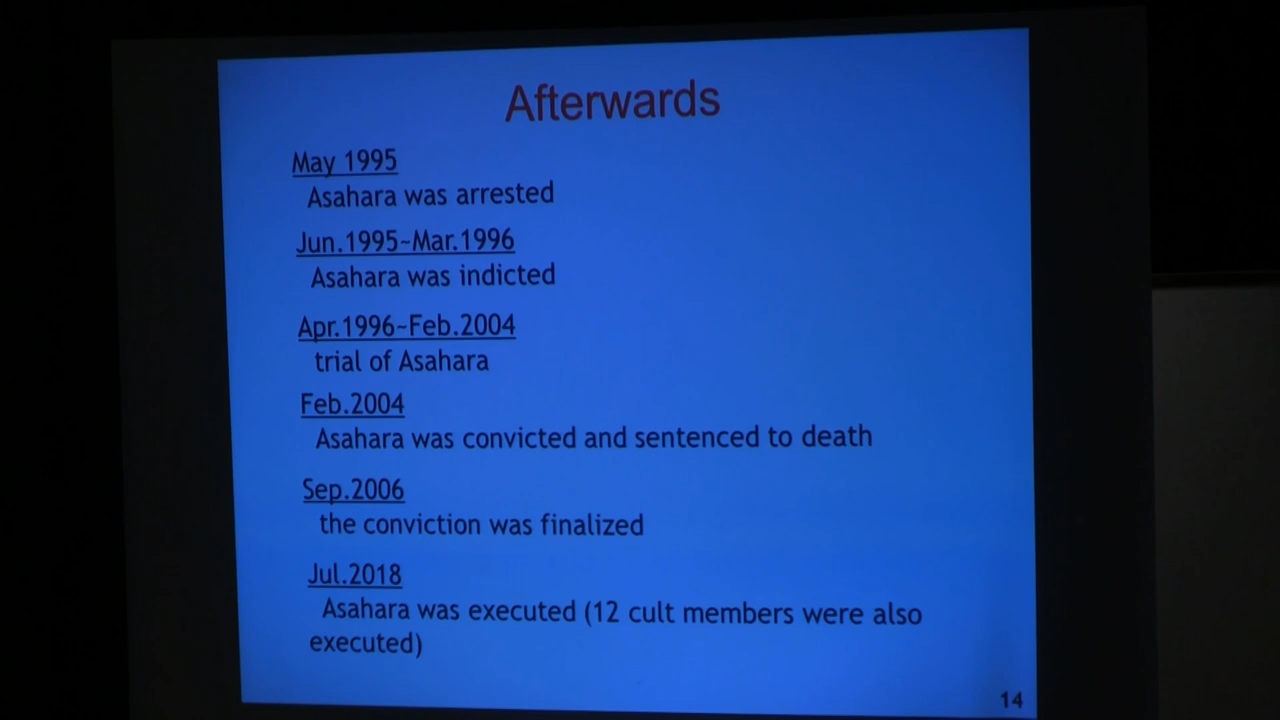 Afterwards
May 1995
Asahara was arrested
Jun.1995~Mar.1996
Asahara was indicted
Apr.1996~Feb.2004
trial of Asahara
Feb.2004
Asahara was convicted and sentenced to death
Sep.2006
the conviction was finalized
Jul.2018
Asahara was executed (12 cult members were also
executed)
14